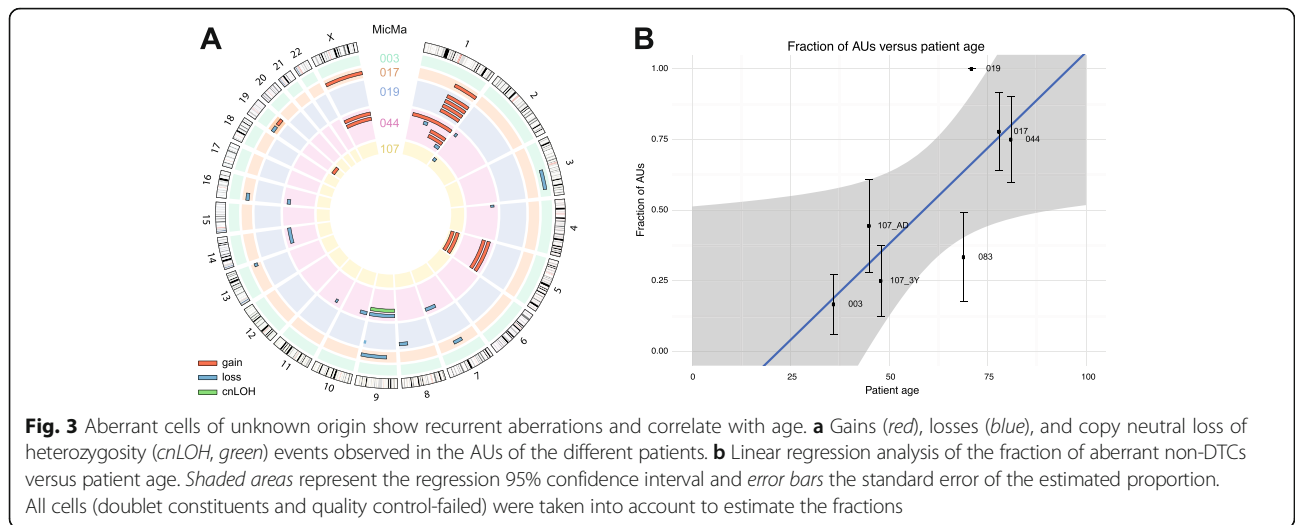 A
MicMa
003
017
019
044
107
1
2
3
4
5
6
7
8
9
10
11
12
13
14
15
16
17
18
19
20
21
22
X
gain
loss
cnLOH
B
Fraction of AUs versus patient age
Fraction of AUs
1.00
0.75
0.50
0.25
0.00
019
017
044
107_AD
107_3Y
083
003
0
25
50
75
100
Patient age
Fig. 3 Aberrant cells of unknown origin show recurrent aberrations and correlate with age. a Gains (red), losses (blue), and copy neutral loss of
heterozygosity (cnLOH, green) events observed in the AUs of the different patients. b Linear regression analysis of the fraction of aberrant non-DTCs
versus patient age. Shaded areas represent the regression 95% confidence interval and error bars the standard error of the estimated proportion.
All cells (doublet constituents and quality control-failed) were taken into account to estimate the fractions